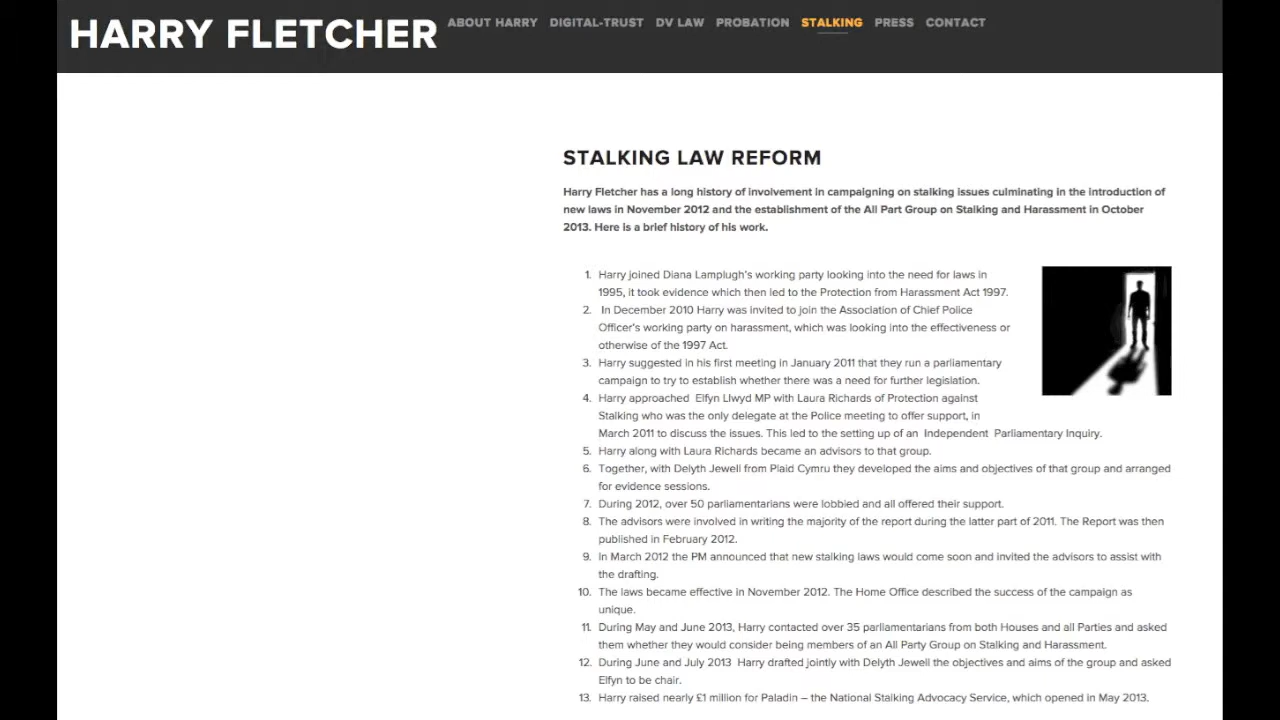 HARRY FLETCHER
ABOUT HARRY DIGITAL-TRUST DV LAW PROBATION STALKING PRESS CONTACT
STALKING LAW REFORM
Harry Fletcher has a long history of involvement in campaigning on stalking issues culminating in the introduction of
new laws in November 2012 and the establishment of the All Part Group on Stalking and Harassment in October
2013. Here is a brief history of his work.
1. Harry joined Diana Lamplugh's working party looking into the need for laws in
1995, it took evidence which then led to the Protection from Harassment Act 1997.
2. In December 2010 Harry was invited to join the Association of Chief Police
Officer's working party on harassment, which was looking into the effectiveness or
otherwise of the 1997 Act.
3. Harry suggested in his first meeting in January 2011 that they run a parliamentary
campaign to try to establish whether there was a need for further legislation.
4. Harry approached Elfyn Llwyd MP with Laura Richards of Protection against
Stalking who was the only delegate at the Police meeting to offer support, in
March 2011 to discuss the issues. This led to the setting up of an Independent Parliamentary Inquiry.
5. Harry along with Laura Richards became an advisors to that group.
6. Together, with Delyth Jewell from Plaid Cymru they developed the aims and objectives of that group and arranged
for evidence sessions.
7. During 2012, over 50 parliamentarians were lobbied and all offered their support.
8. The advisors were involved in writing the majority of the report during the latter part of 2011. The Report was then
published in February 2012.
9. In March 2012 the PM announced that new stalking laws would come soon and invited the advisors to assist with
the drafting.
10. The laws became effective in November 2012. The Home Office described the success of the campaign as
unique.
11. During May and June 2013, Harry contacted over 35 parliamentarians from both Houses and all Parties and asked
them whether they would consider being members of an All Party Group on Stalking and Harassment.
12. During June and July 2013 Harry drafted jointly with Delyth Jewell the objectives and aims of the group and asked
Elfyn to be chair.
13. Harry raised nearly £1 million for Paladin – the National Stalking Advocacy Service, which opened in May 2013.